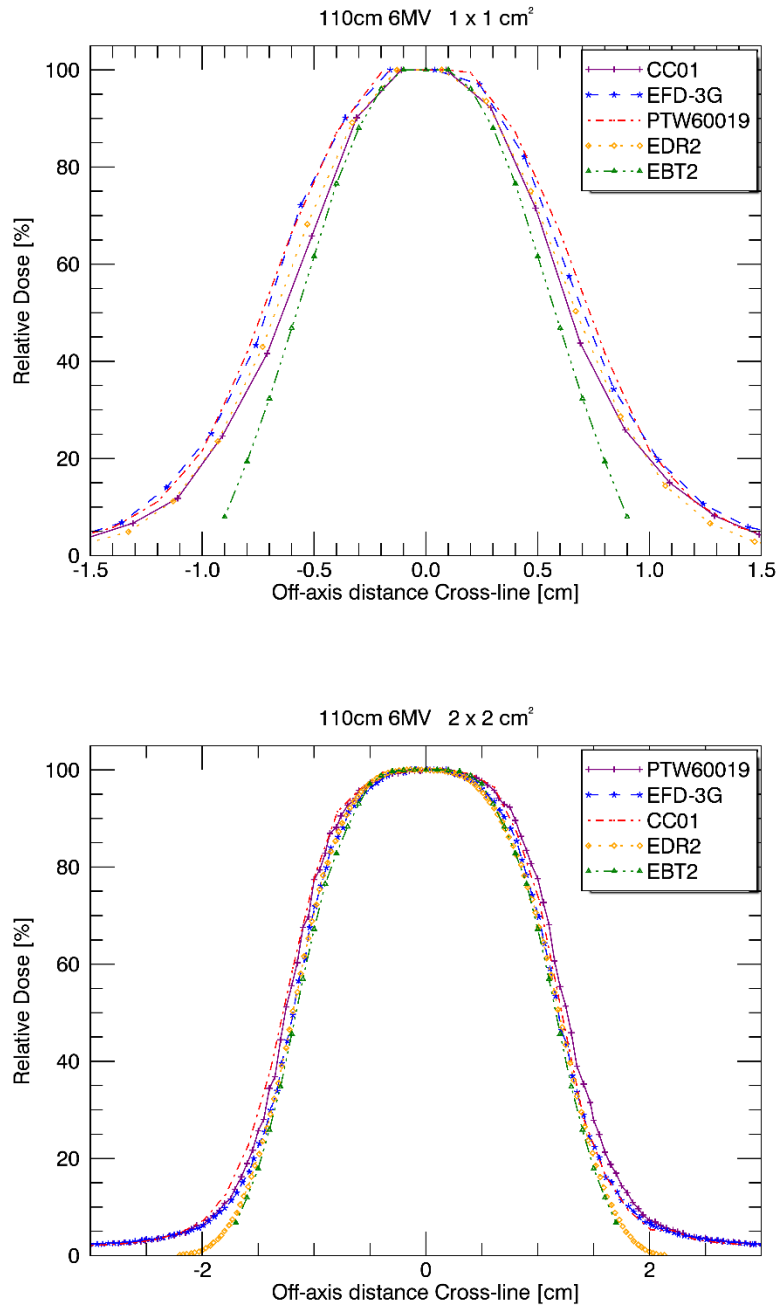 110cm 6MV 1 x 1 cm²
CC01
EFD-3G
PTW60019
EDR2
EBT2
100
80
60
40
20
0
Relative Dose [%]
-1.5 -1.0 -0.5 0.0 0.5 1.0 1.5
Off-axis distance Cross-line [cm]
110cm 6MV 2 x 2 cm²
PTW60019
EFD-3G
CC01
EDR2
EBT2
100
80
60
40
20
0
Relative Dose [%]
-2 0 2
Off-axis distance Cross-line [cm]